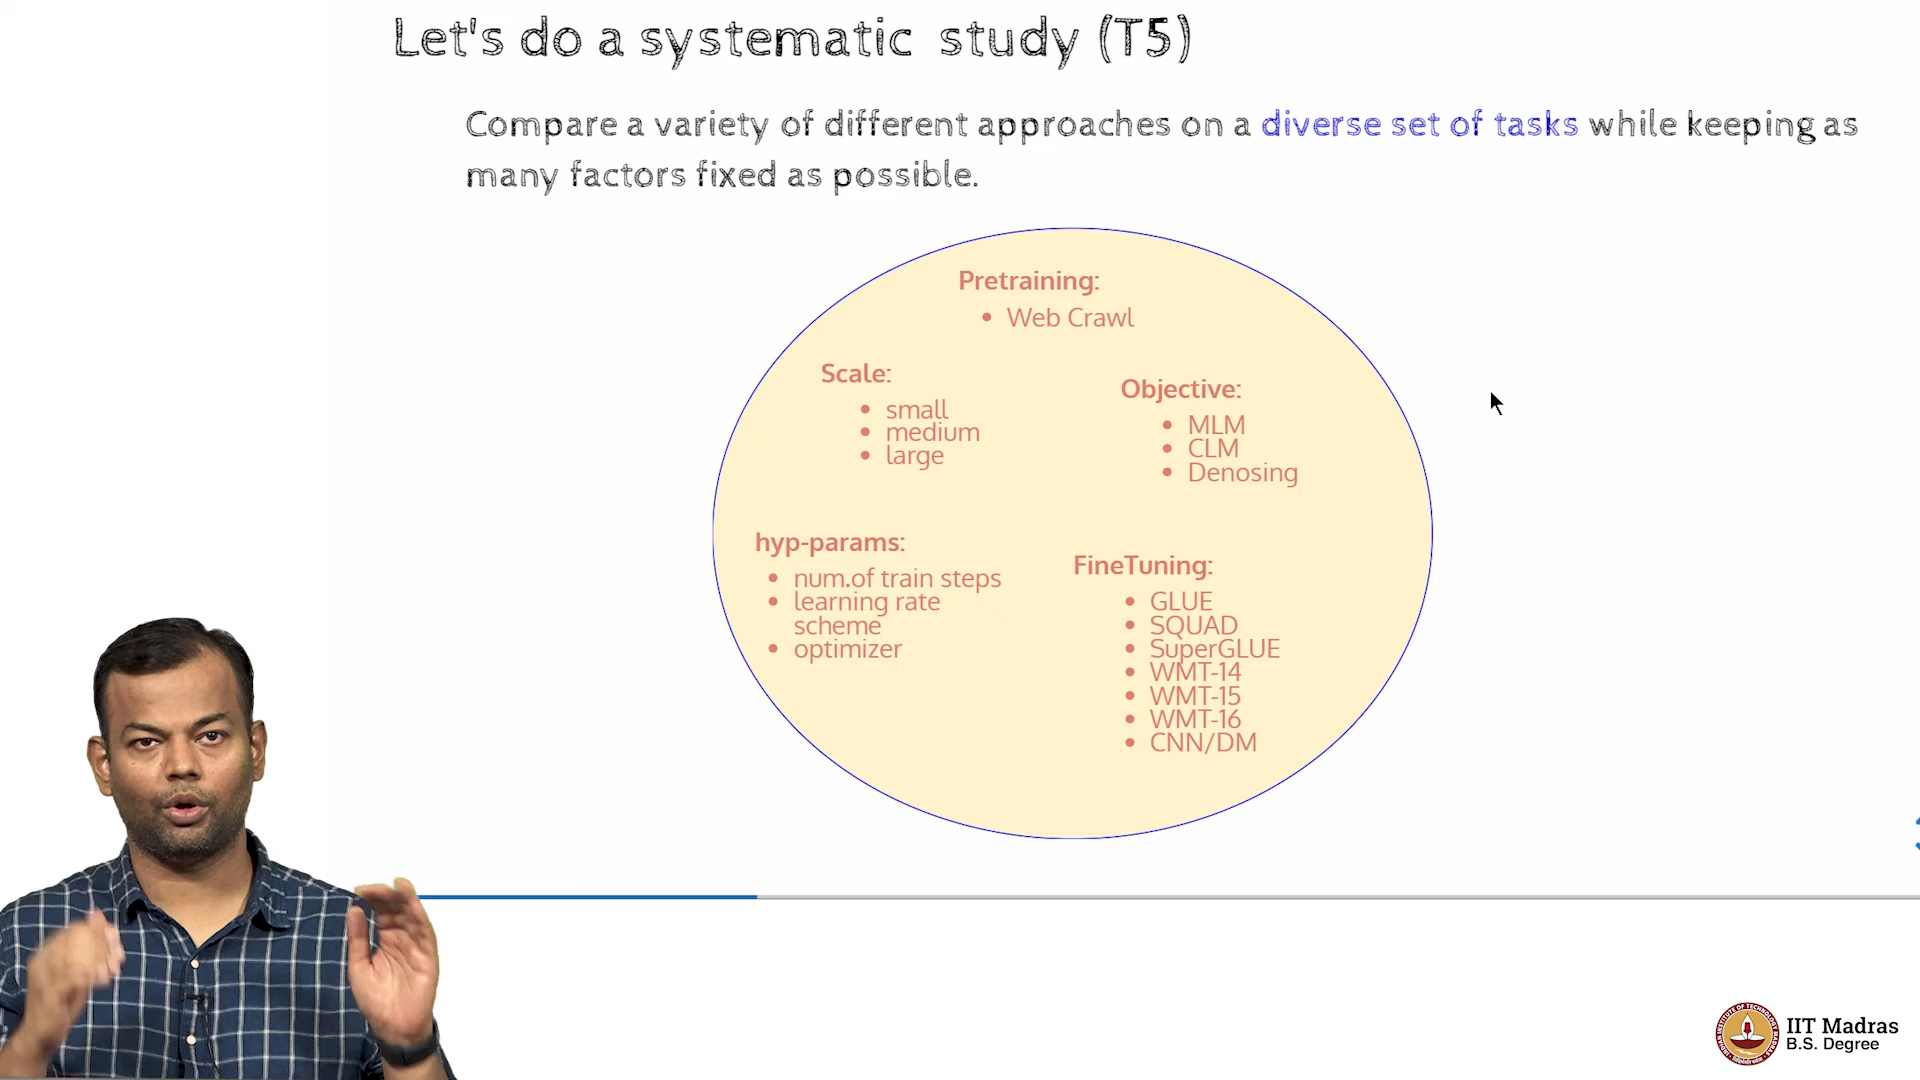 Let's do a systematic study (T5)
Compare a variety of different approaches on a diverse set of tasks while keeping as
many factors fixed as possible.
Pretraining:
• Web Crawl
Scale:
• small
• medium
• large
Objective:
• MLM
• CLM
• Denosing
hyp-params:
• num.of train steps
• learning rate
scheme
• optimizer
FineTuning:
• GLUE
• SQUAD
• SuperGLUE
• WMT-14
• WMT-15
• WMT-16
• CNN/DM
IIT Madras
B.S. Degree